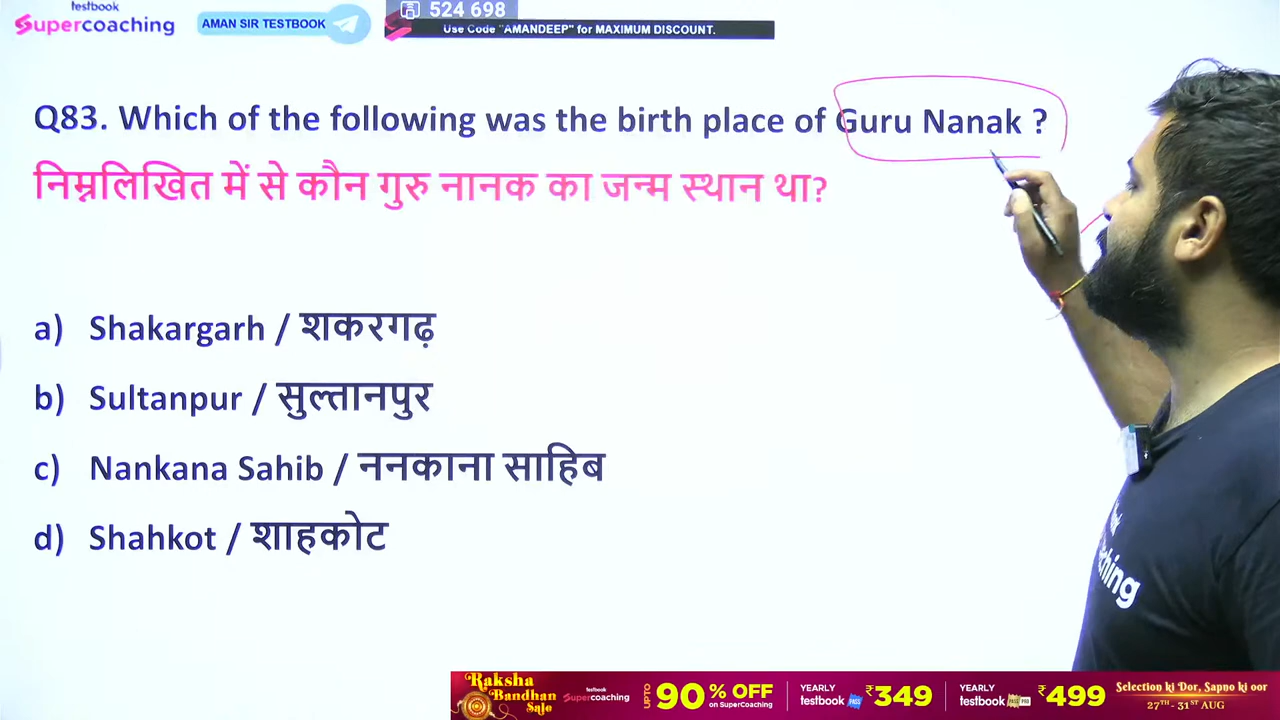 testbook
Supercoaching
AMAN SIR TESTBOOK
524 698
Use Code "AMANDEEP" for MAXIMUM DISCOUNT.
Q83. Which of the following was the birth place of Guru Nanak ?
निम्नलिखित में से कौन गुरु नानक का जन्म स्थान था?
a) Shakargarh / शकरगढ़
b) Sultanpur / सुल्तानपुर
c) Nankana Sahib / ननकाना साहिब
d) Shahkot / शाहकोट
Raksha Bandhan Sale
testbook Supercoaching
UPTO 90% OFF on SuperCoaching
YEARLY testbook PASS ₹349
YEARLY testbook PASS PRO ₹499
Selection ki Dor, Sapno ki oor
27TH - 31ST AUG